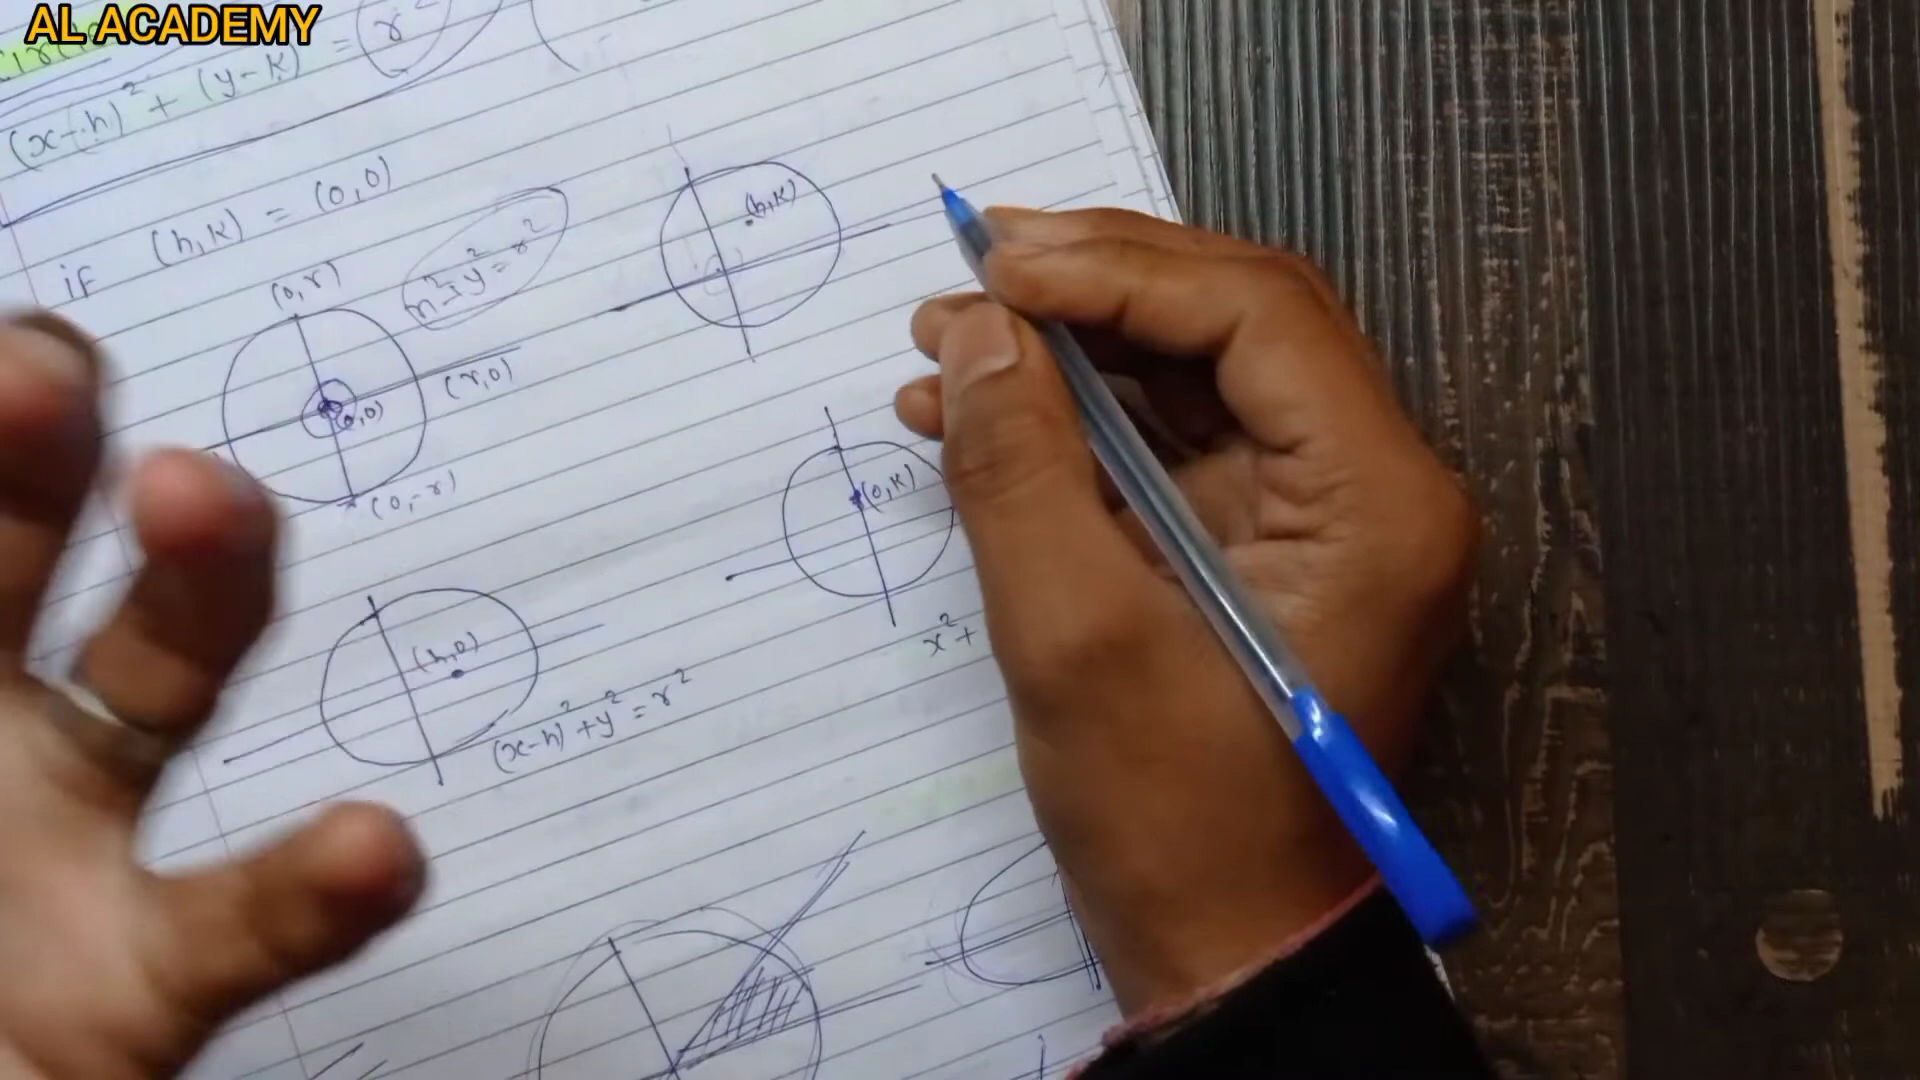 AL ACADEMY
(x-h)² + (y-k) = r²
if (h,k) = (0,0)
(0,r)
x²+y²=r²
(h,k)
(r,0)
(0,0)
(0,-r)
(0,k)
x²+
(h,0)
(x-h)²+y²=r²